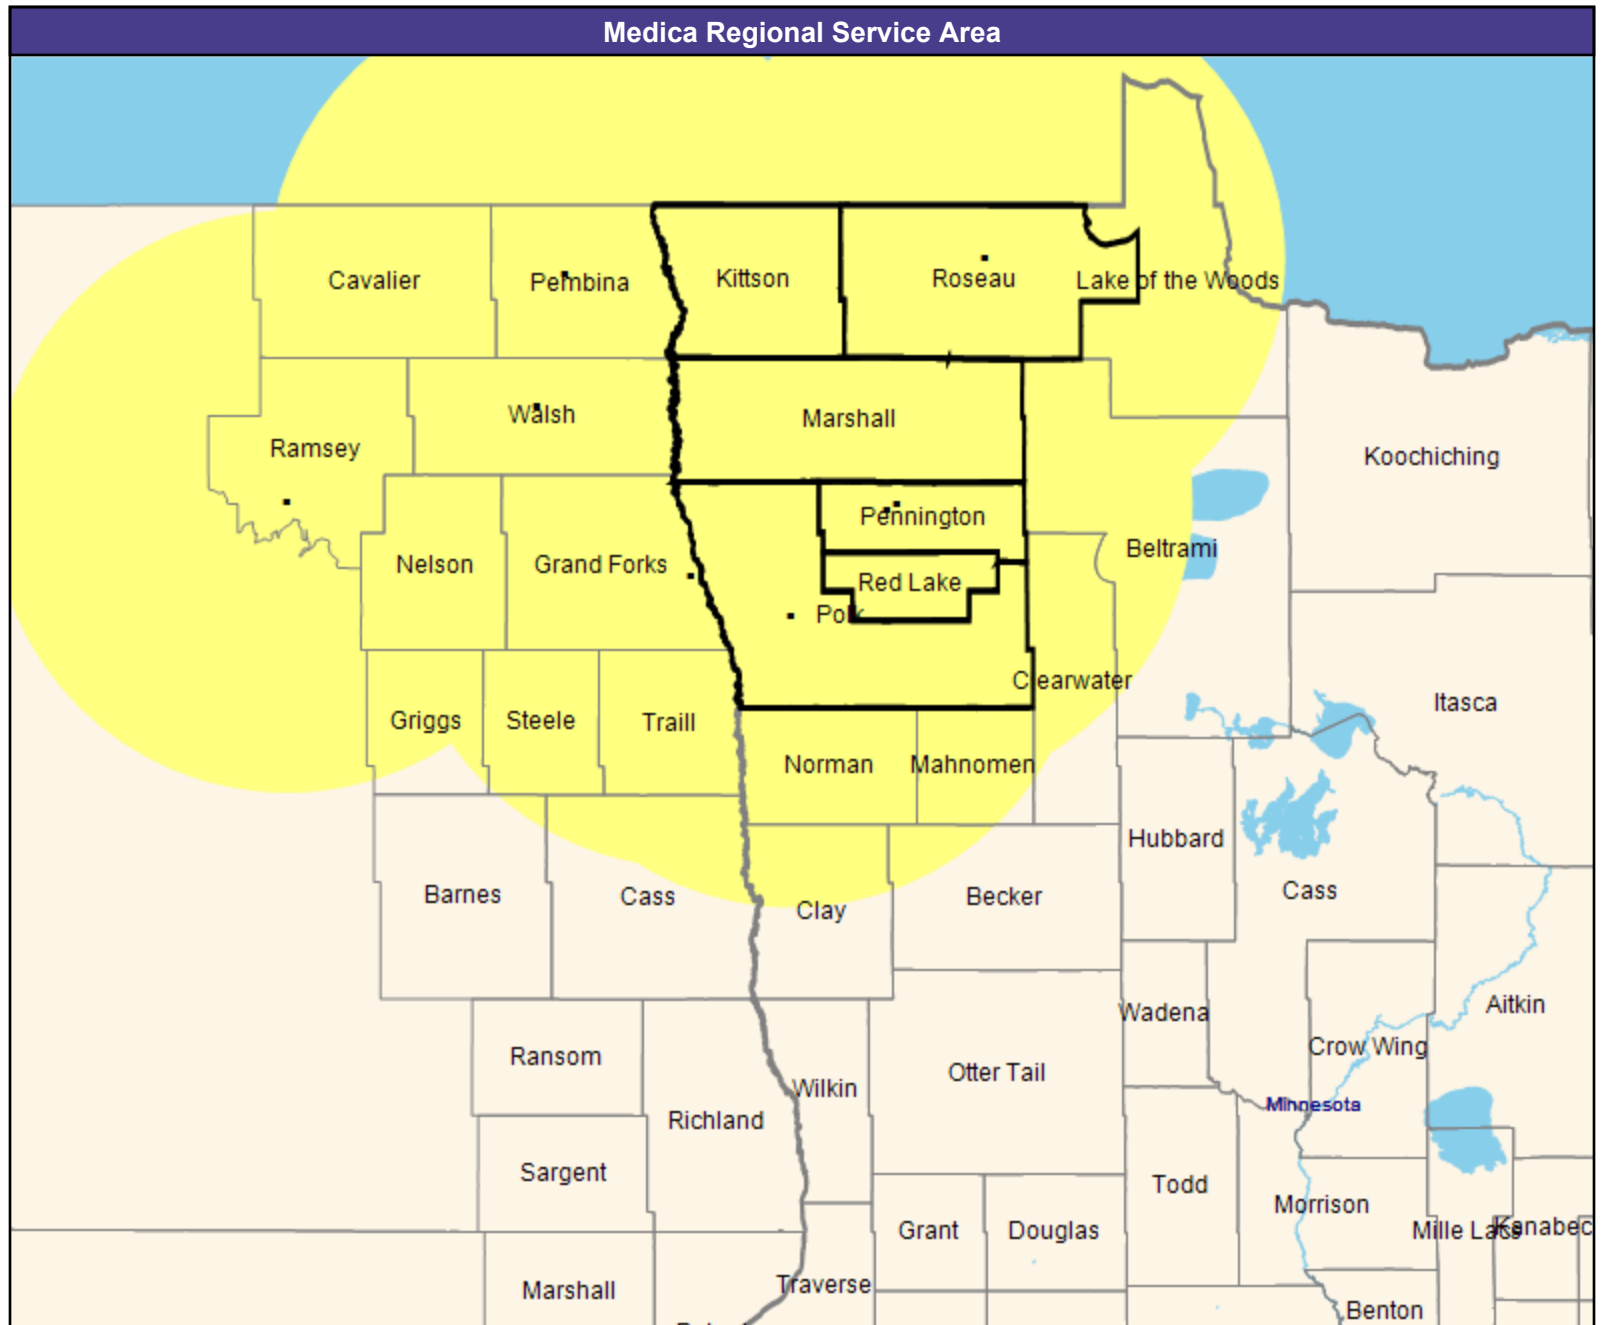 Medica Regional Service Area
Cavalier
Pembina
Kittson
Roseau
Lake of the Woods
Walsh
Marshall
Ramsey
Koochiching
Pennington
Nelson
Grand Forks
Beltrami
Red Lake
Polk
Clearwater
Itasca
Griggs
Steele
Traill
Norman
Mahnomen
Hubbard
Barnes
Cass
Clay
Becker
Cass
Wadena
Aitkin
Ransom
Crow Wing
Otter Tail
Wilkin
Minnesota
Richland
Sargent
Todd
Morrison
Grant
Douglas
Mille Lacs
Kanabec
Marshall
Traverse
Benton